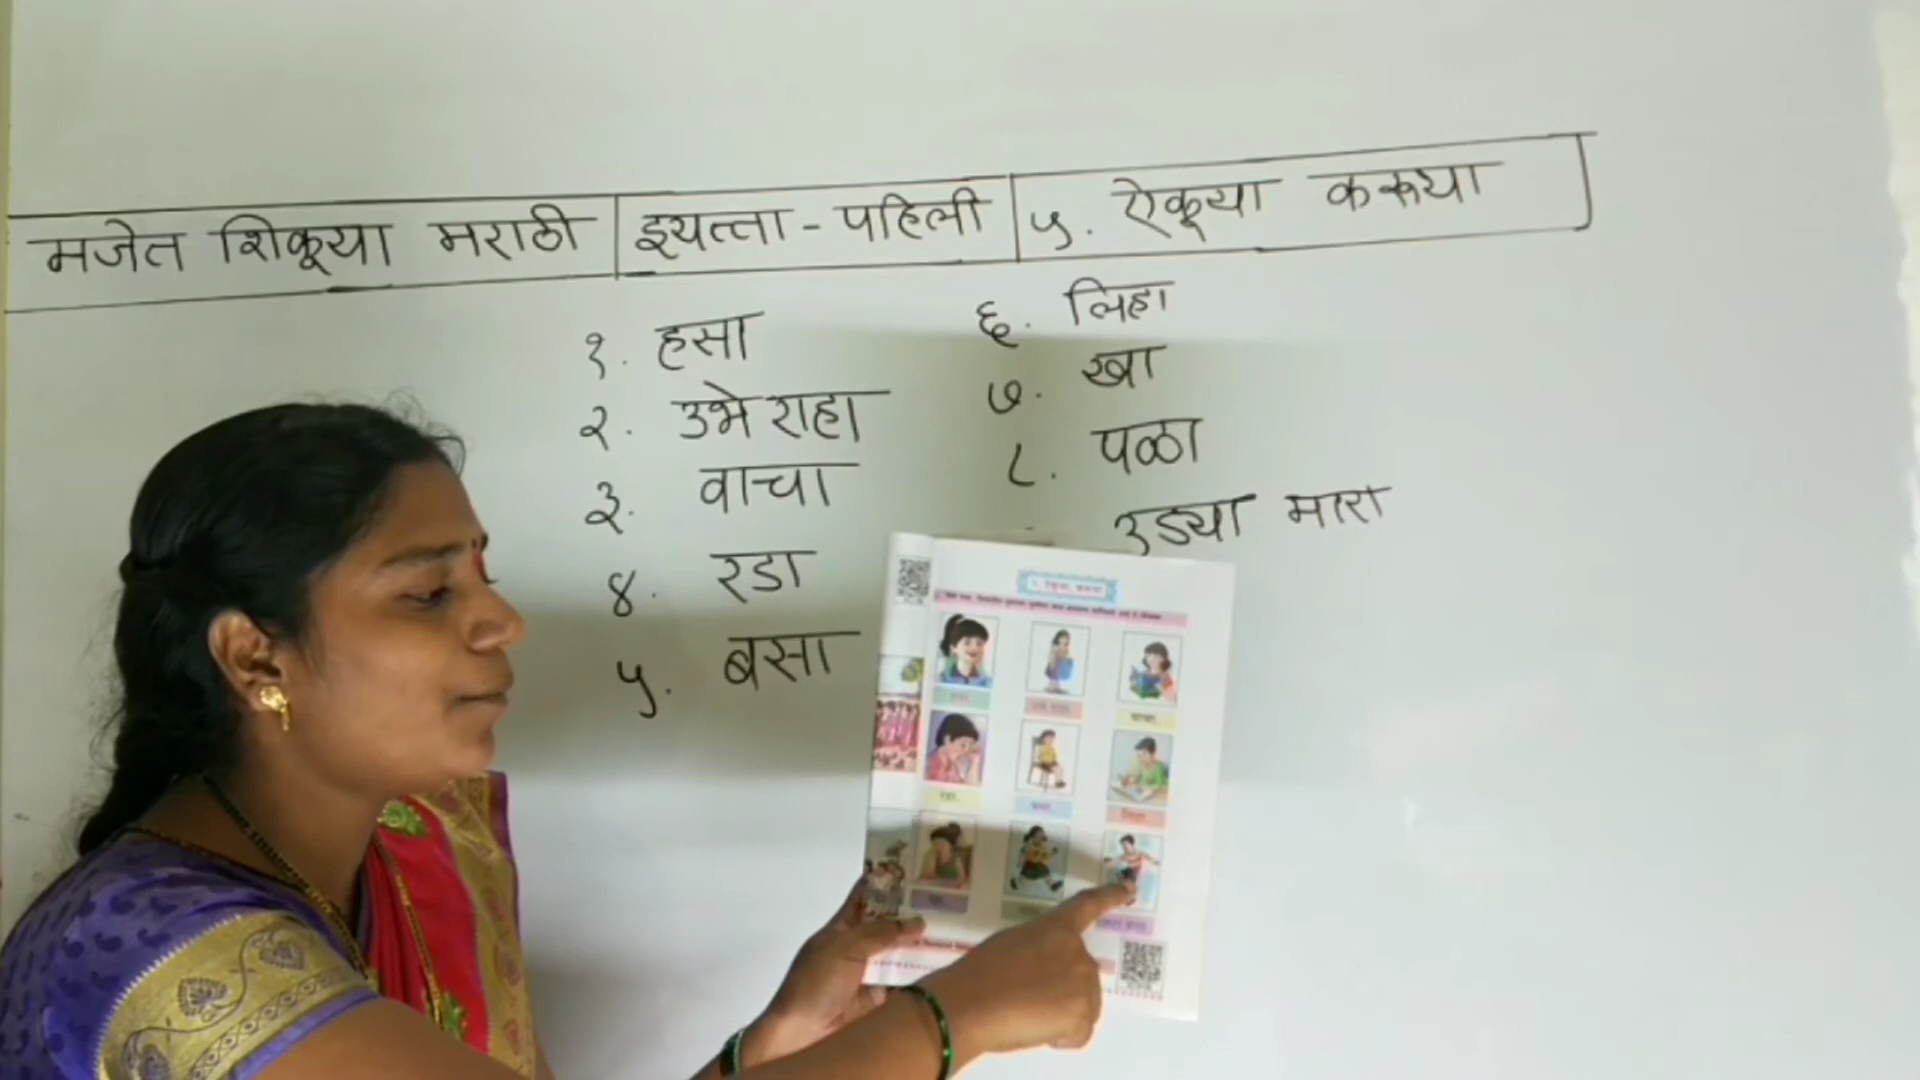 मजेत शिकूया मराठी
इयत्ता - पहिली
५. ऐकूया करूया
१. हसा
२. उभे राहा
३. वाचा
४. रडा
५. बसा
६. लिहा
७. खा
८. पळा
उड्या मारा